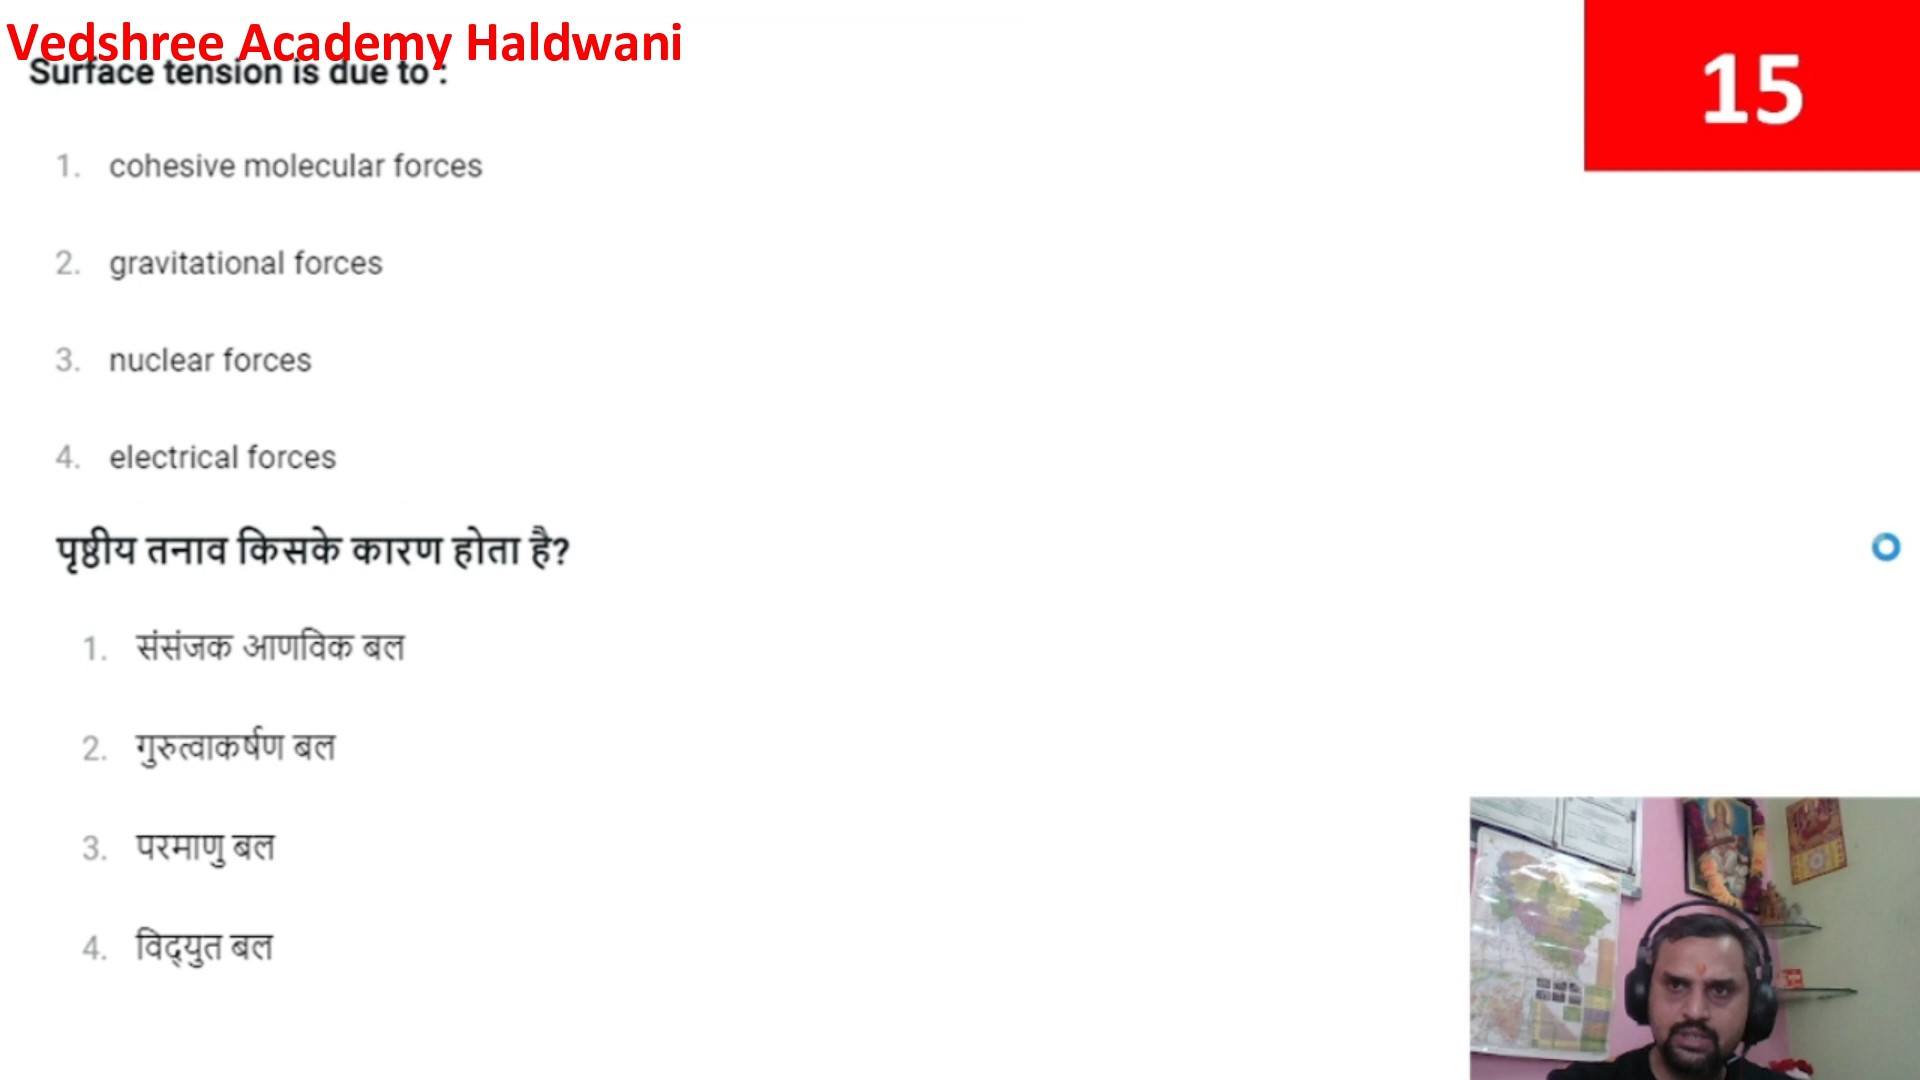 Vedshree Academy Haldwani
15
Surface tension is due to :
1. cohesive molecular forces
2. gravitational forces
3. nuclear forces
4. electrical forces
पृष्ठीय तनाव किसके कारण होता है?
1. संसंजक आणविक बल
2. गुरुत्वाकर्षण बल
3. परमाणु बल
4. विद्युत बल